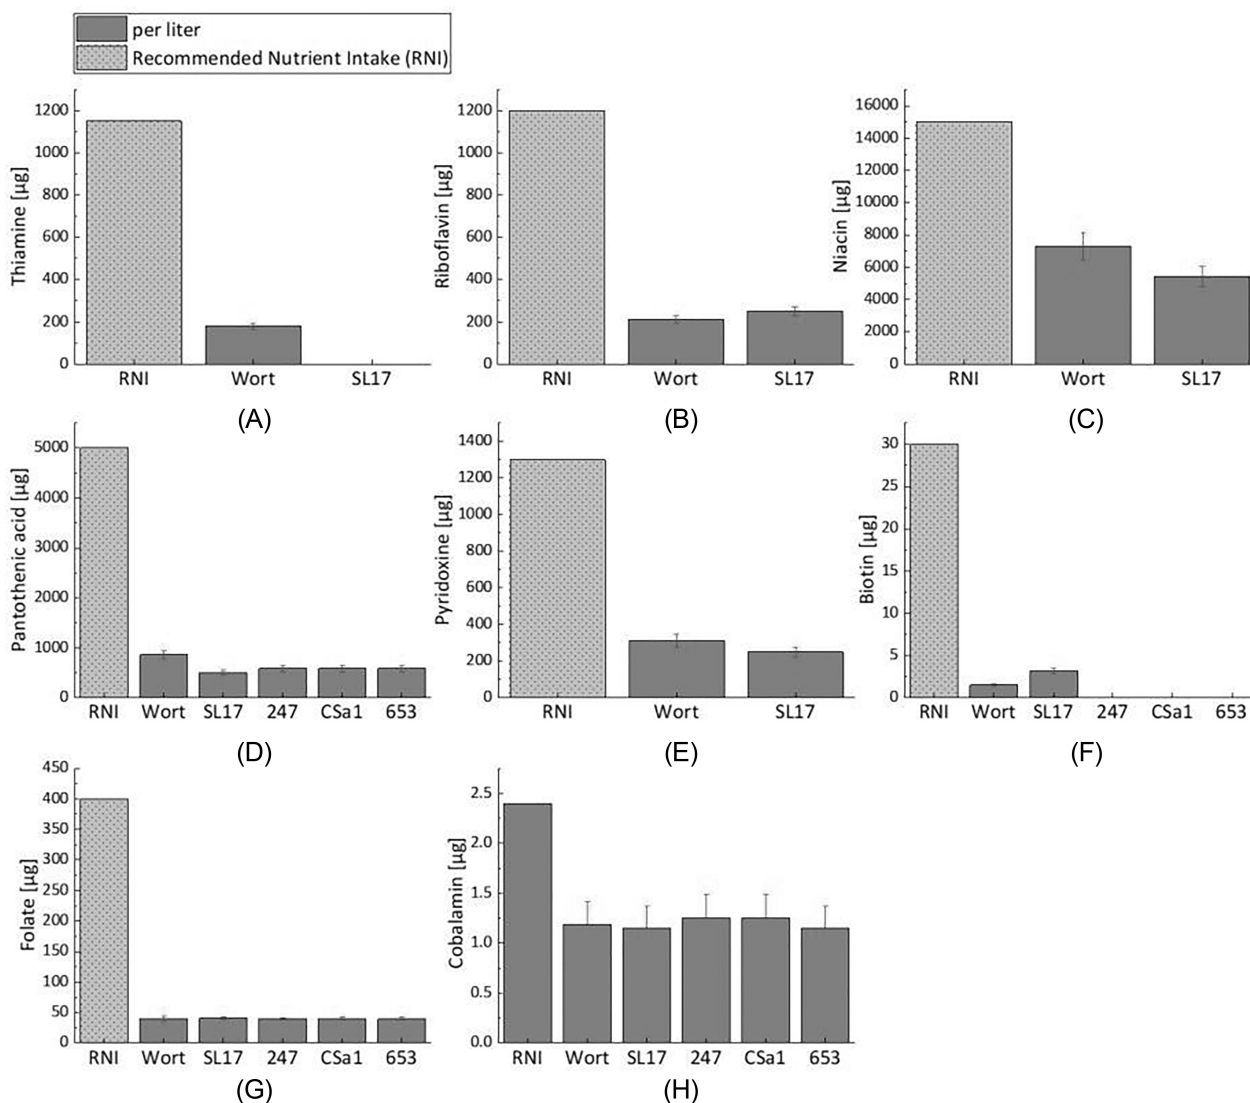 per liter
Recommended Nutrient Intake (RNI)
Thiamine [µg]
1200
1000
800
600
400
200
0
RNI Wort SL17
(A)
Riboflavin [µg]
1200
1000
800
600
400
200
0
RNI Wort SL17
(B)
Niacin [µg]
16000
14000
12000
10000
8000
6000
4000
2000
0
RNI Wort SL17
(C)
Pantothenic acid [µg]
5000
4000
3000
2000
1000
0
RNI Wort SL17 247 CSa1 653
(D)
Pyridoxine [µg]
1400
1200
1000
800
600
400
200
0
RNI Wort SL17
(E)
Biotin [µg]
30
25
20
15
10
5
0
RNI Wort SL17 247 CSa1 653
(F)
Folate [µg]
450
400
350
300
250
200
150
100
50
0
RNI Wort SL17 247 CSa1 653
(G)
Cobalamin [µg]
2.5
2.0
1.5
1.0
0.5
0.0
RNI Wort SL17 247 CSa1 653
(H)